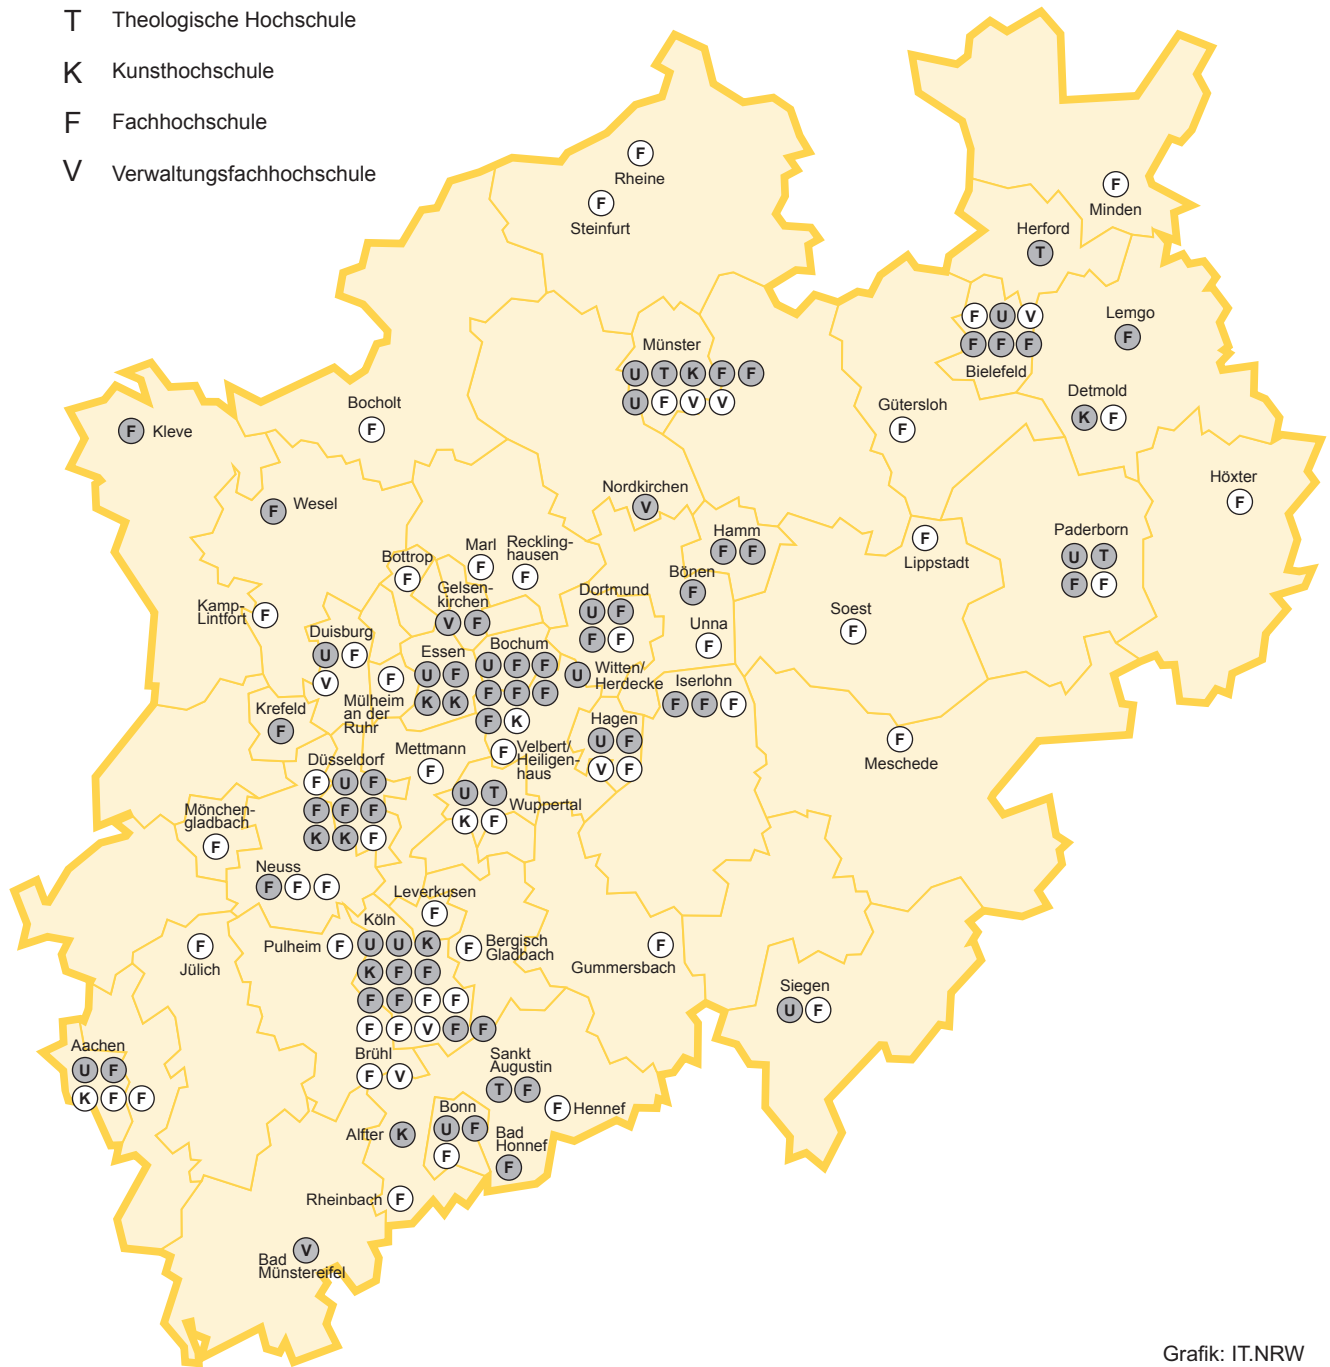 T Theologische Hochschule
K Kunsthochschule
F Fachhochschule
V Verwaltungsfachhochschule
F
Rheine
F
Steinfurt
F
Minden
Herford
T
F U V
F F F
Bielefeld
Lemgo
F
Münster
U T K F F
U F V V
Detmold
K F
Bocholt
F
Gütersloh
F
F Kleve
Höxter
F
F Wesel
Nordkirchen
V
Hamm
F F
F
Lippstadt
Paderborn
U T
F F
Bottrop
F
Marl
F
Reckling-
hausen
F
Gelsen-
kirchen
V F
Dortmund
U F
F F
Bönen
F
Unna
F
Soest
F
Kamp-
Lintfort
F
Duisburg
U F
V
F
Mülheim
an der
Ruhr
Essen
U F
K K
Bochum
U F F
F F F
F K
U Witten/
Herdecke
Iserlohn
F F F
Krefeld
F
Hagen
U F
V F
F
Meschede
Mettmann
F
F Velbert/
Heiligen-
haus
Düsseldorf
F U F
F F F
K K F
U T
K F
Wuppertal
Mönchen-
gladbach
F
Neuss
F F F
Leverkusen
F
Köln
U U K
K F F
F F F F
F F V F F
Pulheim F
F Bergisch
Gladbach
F
Jülich
F
Gummersbach
Siegen
U F
Aachen
U F
K F F
Brühl
F V
Sankt
Augustin
T F
F Hennef
Alfter K
Bonn
U F
F
Bad
Honnef
F
Rheinbach F
V
Bad
Münstereifel
Grafik: IT.NRW